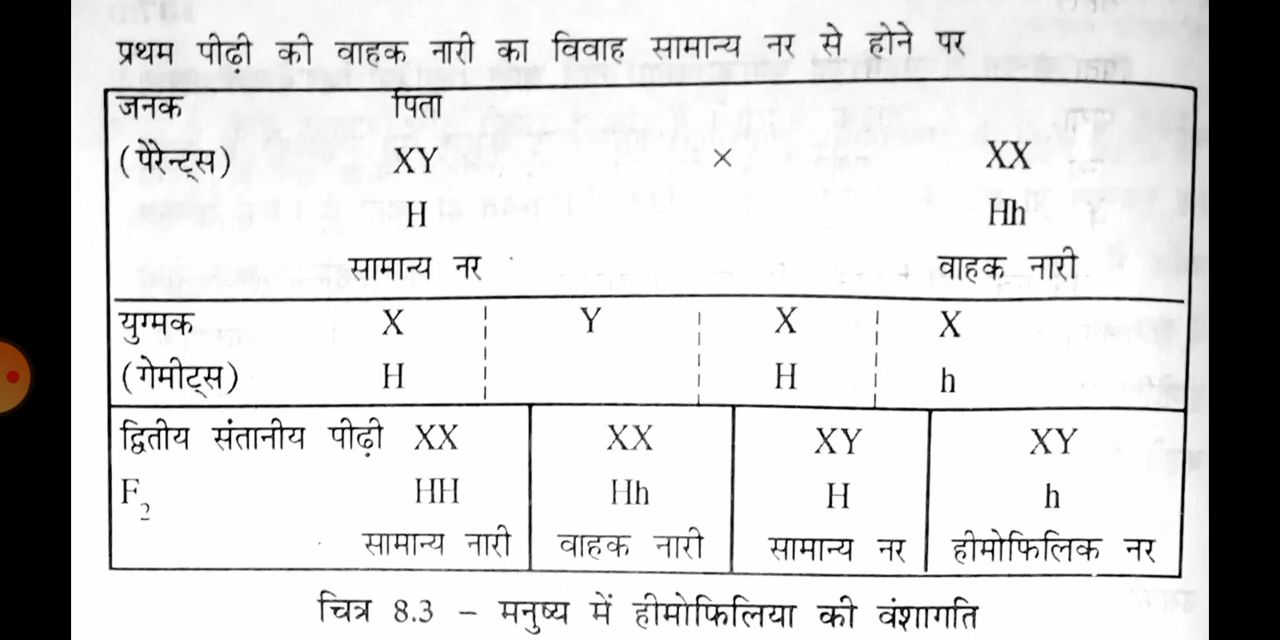 प्रथम पीढ़ी की वाहक नारी का विवाह सामान्य नर से होने पर
जनक पिता
(पेरेन्ट्स) XY × XX
H Hh
सामान्य नर वाहक नारी
युग्मक X Y X X
(गेमीट्स) H H h
द्वितीय संतानीय पीढ़ी XX XX XY XY
F2 HH Hh H h
सामान्य नारी वाहक नारी सामान्य नर हीमोफिलिक नर
चित्र 8.3 – मनुष्य में हीमोफिलिया की वंशागति